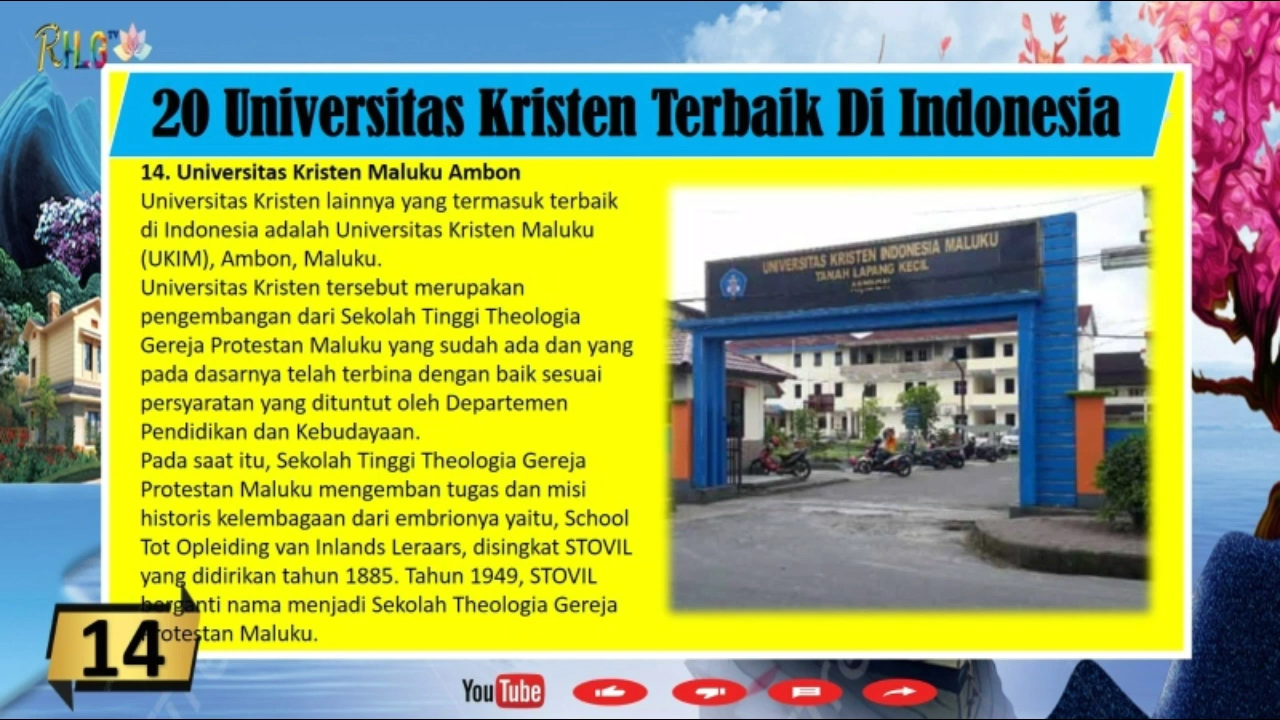 RHLG TV
20 Universitas Kristen Terbaik Di Indonesia
14. Universitas Kristen Maluku Ambon
Universitas Kristen lainnya yang termasuk terbaik
di Indonesia adalah Universitas Kristen Maluku
(UKIM), Ambon, Maluku.
Universitas Kristen tersebut merupakan
pengembangan dari Sekolah Tinggi Theologia
Gereja Protestan Maluku yang sudah ada dan yang
pada dasarnya telah terbina dengan baik sesuai
persyaratan yang dituntut oleh Departemen
Pendidikan dan Kebudayaan.
Pada saat itu, Sekolah Tinggi Theologia Gereja
Protestan Maluku mengemban tugas dan misi
historis kelembagaan dari embrionya yaitu, School
Tot Opleiding van Inlands Leraars, disingkat STOVIL
yang didirikan tahun 1885. Tahun 1949, STOVIL
berganti nama menjadi Sekolah Theologia Gereja
Protestan Maluku.
UNIVERSITAS KRISTEN INDONESIA MALUKU
TANAH LAPANG KECIL
AMBON
14
YouTube